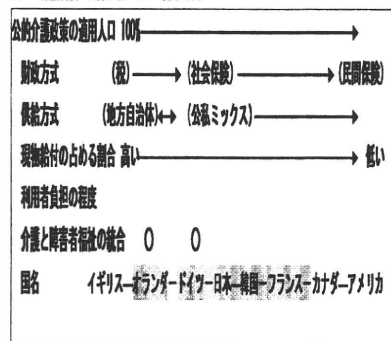 公的介護政策の適用人口 100%
財政方式 (税) (社会保険) (民間保険)
供給方式 (地方自治体) (公私ミックス)
現物給付の占める割合 高い 低い
利用者負担の程度
介護と障害者福祉の統合 ○ ○
国名 イギリス—オランダ—ドイツ—日本—韓国—フランス—カナダ—アメリカ